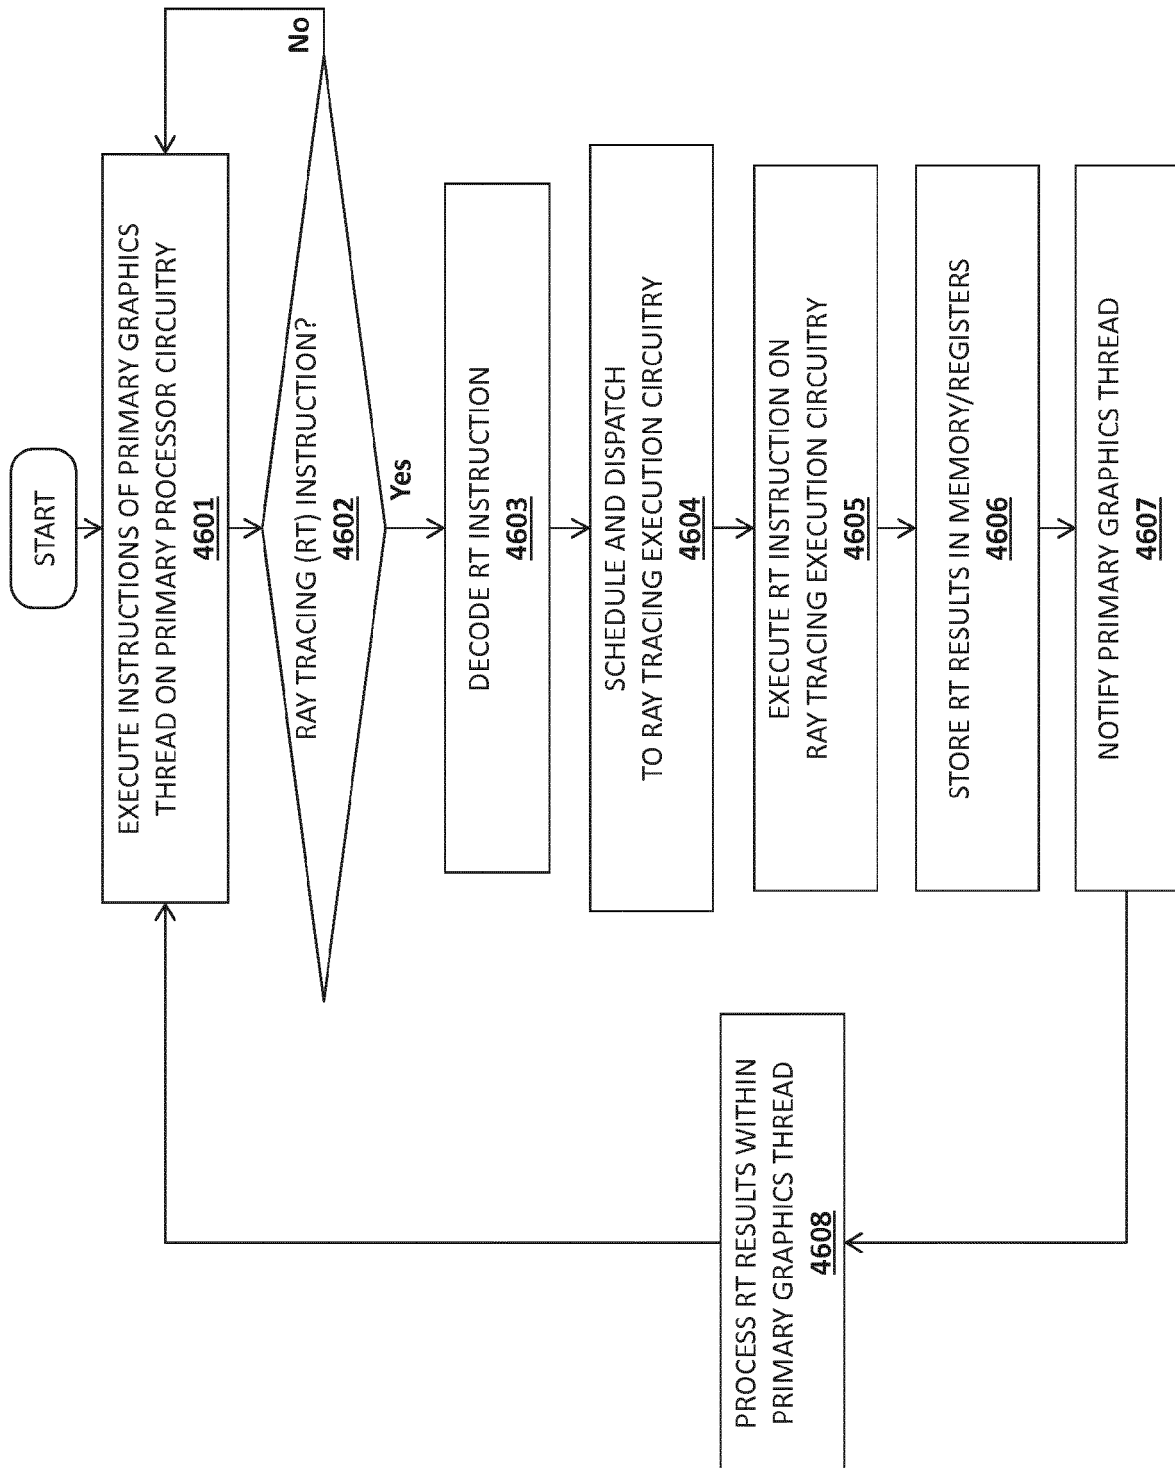 START
EXECUTE INSTRUCTIONS OF PRIMARY GRAPHICS
THREAD ON PRIMARY PROCESSOR CIRCUITRY
4601
No
RAY TRACING (RT) INSTRUCTION?
4602
Yes
DECODE RT INSTRUCTION
4603
SCHEDULE AND DISPATCH
TO RAY TRACING EXECUTION CIRCUITRY
4604
EXECUTE RT INSTRUCTION ON
RAY TRACING EXECUTION CIRCUITRY
4605
STORE RT RESULTS IN MEMORY/REGISTERS
4606
NOTIFY PRIMARY GRAPHICS THREAD
4607
PROCESS RT RESULTS WITHIN
PRIMARY GRAPHICS THREAD
4608